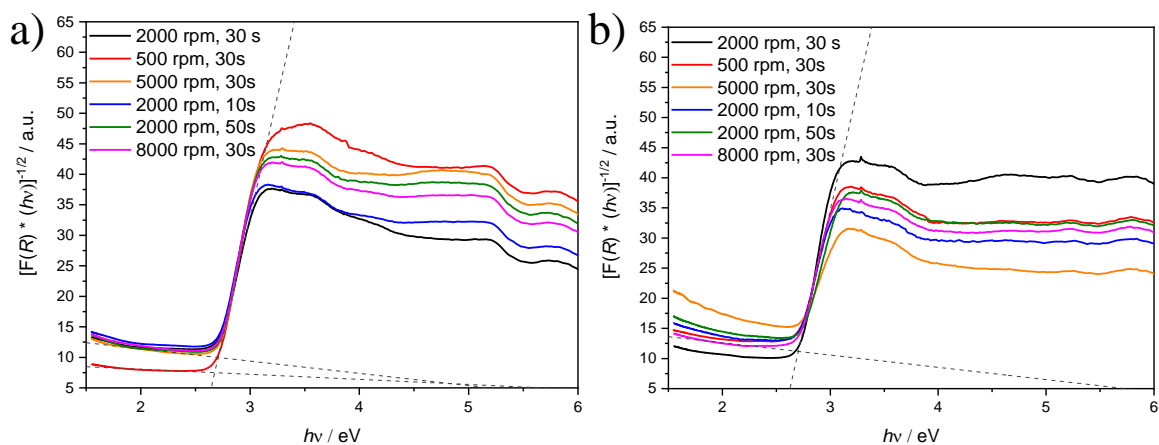 a)
65
60
55
50
45
40
35
30
25
20
15
10
5
[F(R) * (hν)]^-1/2 / a.u.
2000 rpm, 30 s
500 rpm, 30s
5000 rpm, 30s
2000 rpm, 10s
2000 rpm, 50s
8000 rpm, 30s
2 3 4 5 6
hν / eV
b)
65
60
55
50
45
40
35
30
25
20
15
10
5
[F(R) * (hν)]^-1/2 / a.u.
2000 rpm, 30 s
500 rpm, 30s
5000 rpm, 30s
2000 rpm, 10s
2000 rpm, 50s
8000 rpm, 30s
2 3 4 5 6
hν / eV